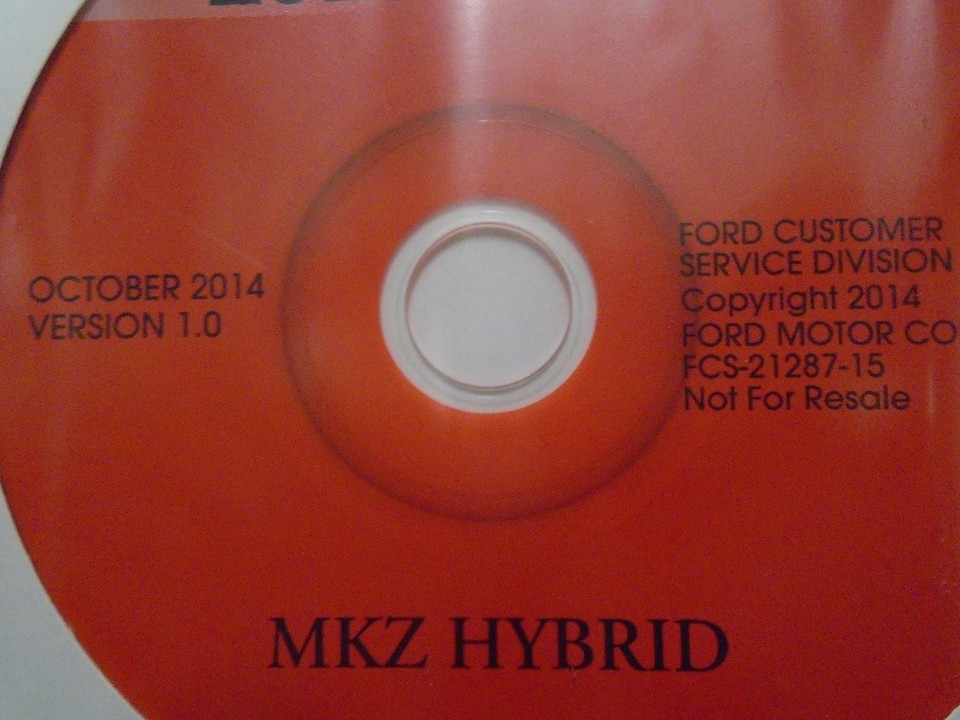 OCTOBER 2014
VERSION 1.0
FORD CUSTOMER
SERVICE DIVISION
Copyright 2014
FORD MOTOR CO
FCS-21287-15
Not For Resale
MKZ HYBRID